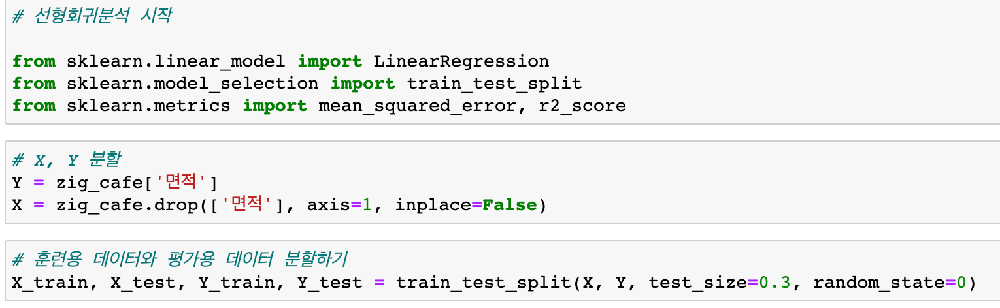 # 선형회귀분석 시작
from sklearn.linear_model import LinearRegression
from sklearn.model_selection import train_test_split
from sklearn.metrics import mean_squared_error, r2_score
# X, Y 분할
Y = zig_cafe['면적']
X = zig_cafe.drop(['면적'], axis=1, inplace=False)
# 훈련용 데이터와 평가용 데이터 분할하기
X_train, X_test, Y_train, Y_test = train_test_split(X, Y, test_size=0.3, random_state=0)